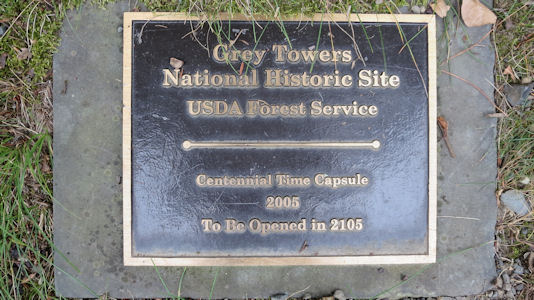 Grey Towers
National Historic Site
USDA Forest Service
Centennial Time Capsule
2005
To Be Opened in 2105